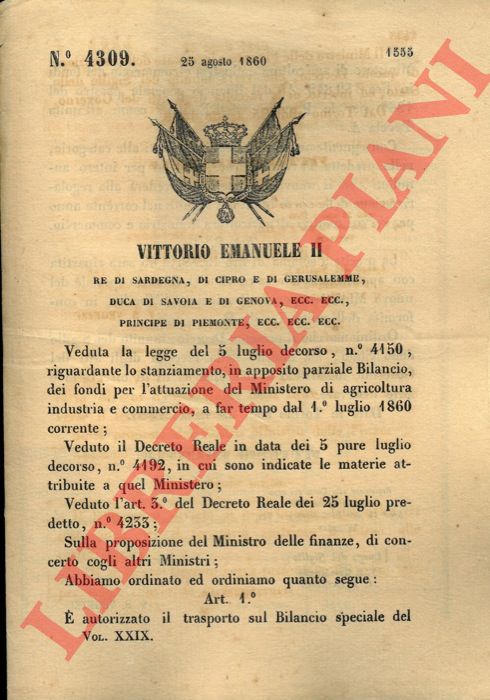 N.º 4309. 25 agosto 1860 1555
VITTORIO EMANUELE II
RE DI SARDEGNA, DI CIPRO E DI GERUSALEMME,
DUCA DI SAVOIA E DI GENOVA, ECC. ECC.,
PRINCIPE DI PIEMONTE, ECC. ECC. ECC.
Veduta la legge del 5 luglio decorso, n.º 4150,
riguardante lo stanziamento, in apposito parziale Bilancio,
dei fondi per l'attuazione del Ministero di agricoltura
industria e commercio, a far tempo dal 1.º luglio 1860
corrente;
Veduto il Decreto Reale in data dei 5 pure luglio
decorso, n.º 4192, in cui sono indicate le materie at-
tribuite a quel Ministero;
Veduto l'art. 3.º del Decreto Reale dei 25 luglio pre-
detto, n.º 4233;
Sulla proposizione del Ministro delle finanze, di con-
certo cogli altri Ministri;
Abbiamo ordinato ed ordiniamo quanto segue:
Art. 1.º
È autorizzato il trasporto sul Bilancio speciale del
VOL. XXIX.
LIBRERIA PIANI